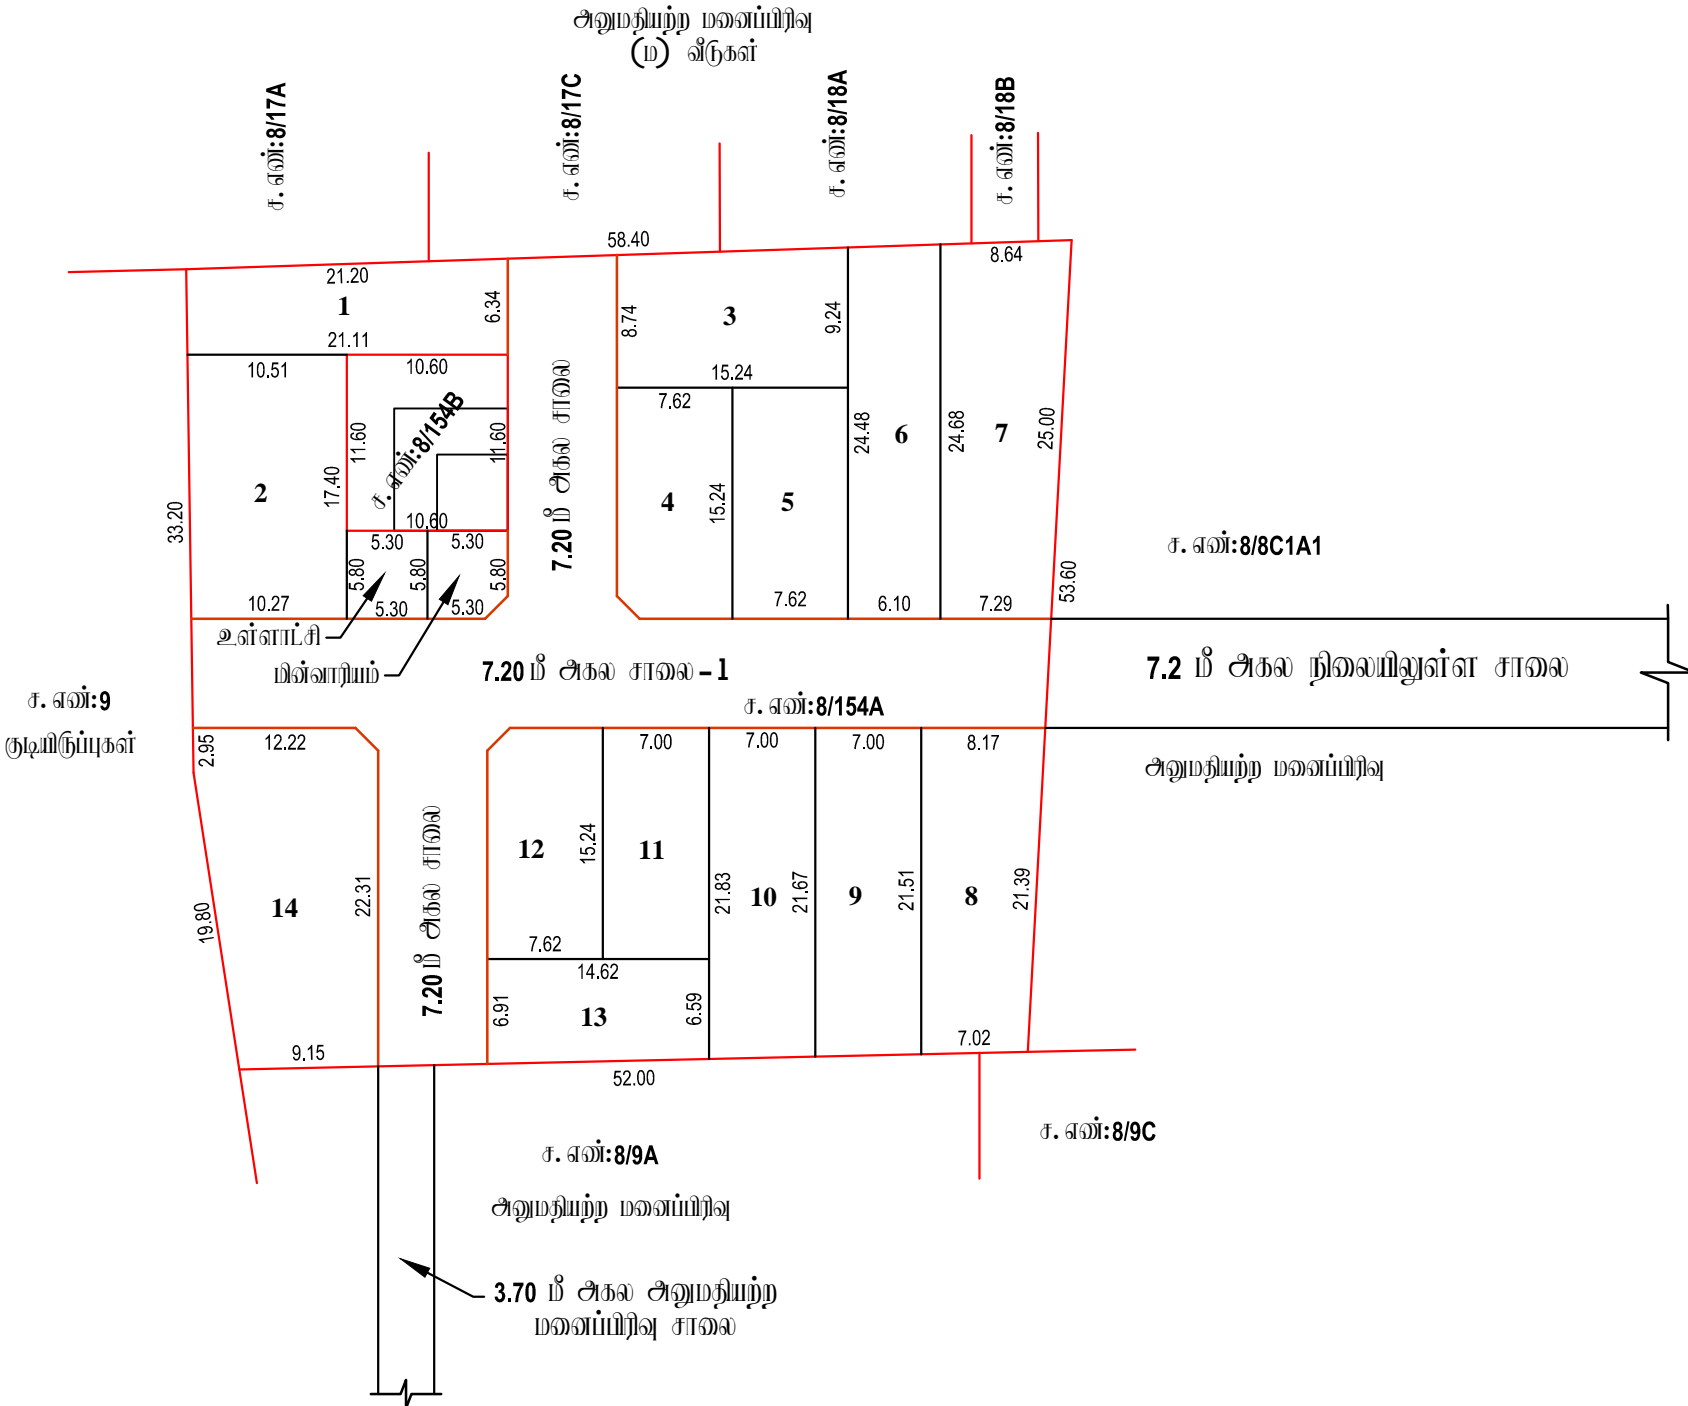 அனுமதியற்ற மனைப்பிரிவு
(ம) வீடுகள்
ச. எண்:8/17A
ச. எண்:8/17C
ச. எண்:8/18A
ச. எண்:8/18B
58.40
8.64
21.20
1
6.34
21.11
8.74
3
9.24
15.24
10.51
10.60
7.62
ச. எண்:8/154B
11.60
11.60
17.40
2
7.20 மீ அகல சாலை
24.48
6
24.68
7
25.00
4
15.24
5
33.20
10.60
5.30
5.30
5.80
5.80
5.80
10.27
5.30
5.30
7.62
6.10
7.29
53.60
ச. எண்:8/8C1A1
உள்ளாட்சி
மின்வாரியம்
7.20 மீ அகல சாலை – 1
7.2 மீ அகல நிலையிலுள்ள சாலை
ச. எண்:9
குடியிருப்புகள்
ச. எண்:8/154A
2.95
12.22
7.00
7.00
7.00
8.17
அனுமதியற்ற மனைப்பிரிவு
7.20 மீ அகல சாலை
12
15.24
11
19.80
14
22.31
21.83
10
21.67
9
21.51
8
21.39
7.62
14.62
6.91
13
6.59
9.15
7.02
52.00
ச. எண்:8/9A
ச. எண்:8/9C
அனுமதியற்ற மனைப்பிரிவு
3.70 மீ அகல அனுமதியற்ற
மனைப்பிரிவு சாலை